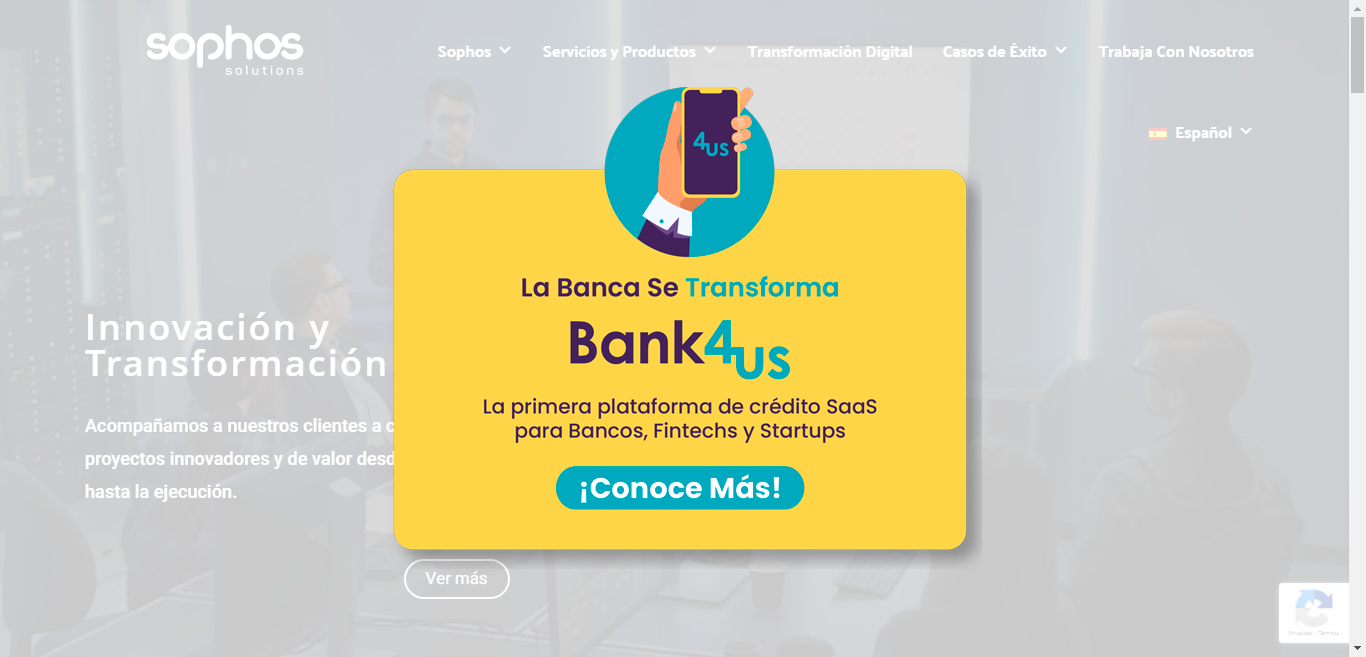 sophos
solutions
Sophos
Servicios y Productos
Transformación Digital
Casos de Éxito
Trabaja Con Nosotros
Español
4us
La Banca Se Transforma
Bank4us
La primera plataforma de crédito SaaS
para Bancos, Fintechs y Startups
¡Conoce Más!
Innovación y
Transformación
Acompañamos a nuestros clientes a c
proyectos innovadores y de valor desd
hasta la ejecución.
Ver más
Privacidad - Términos